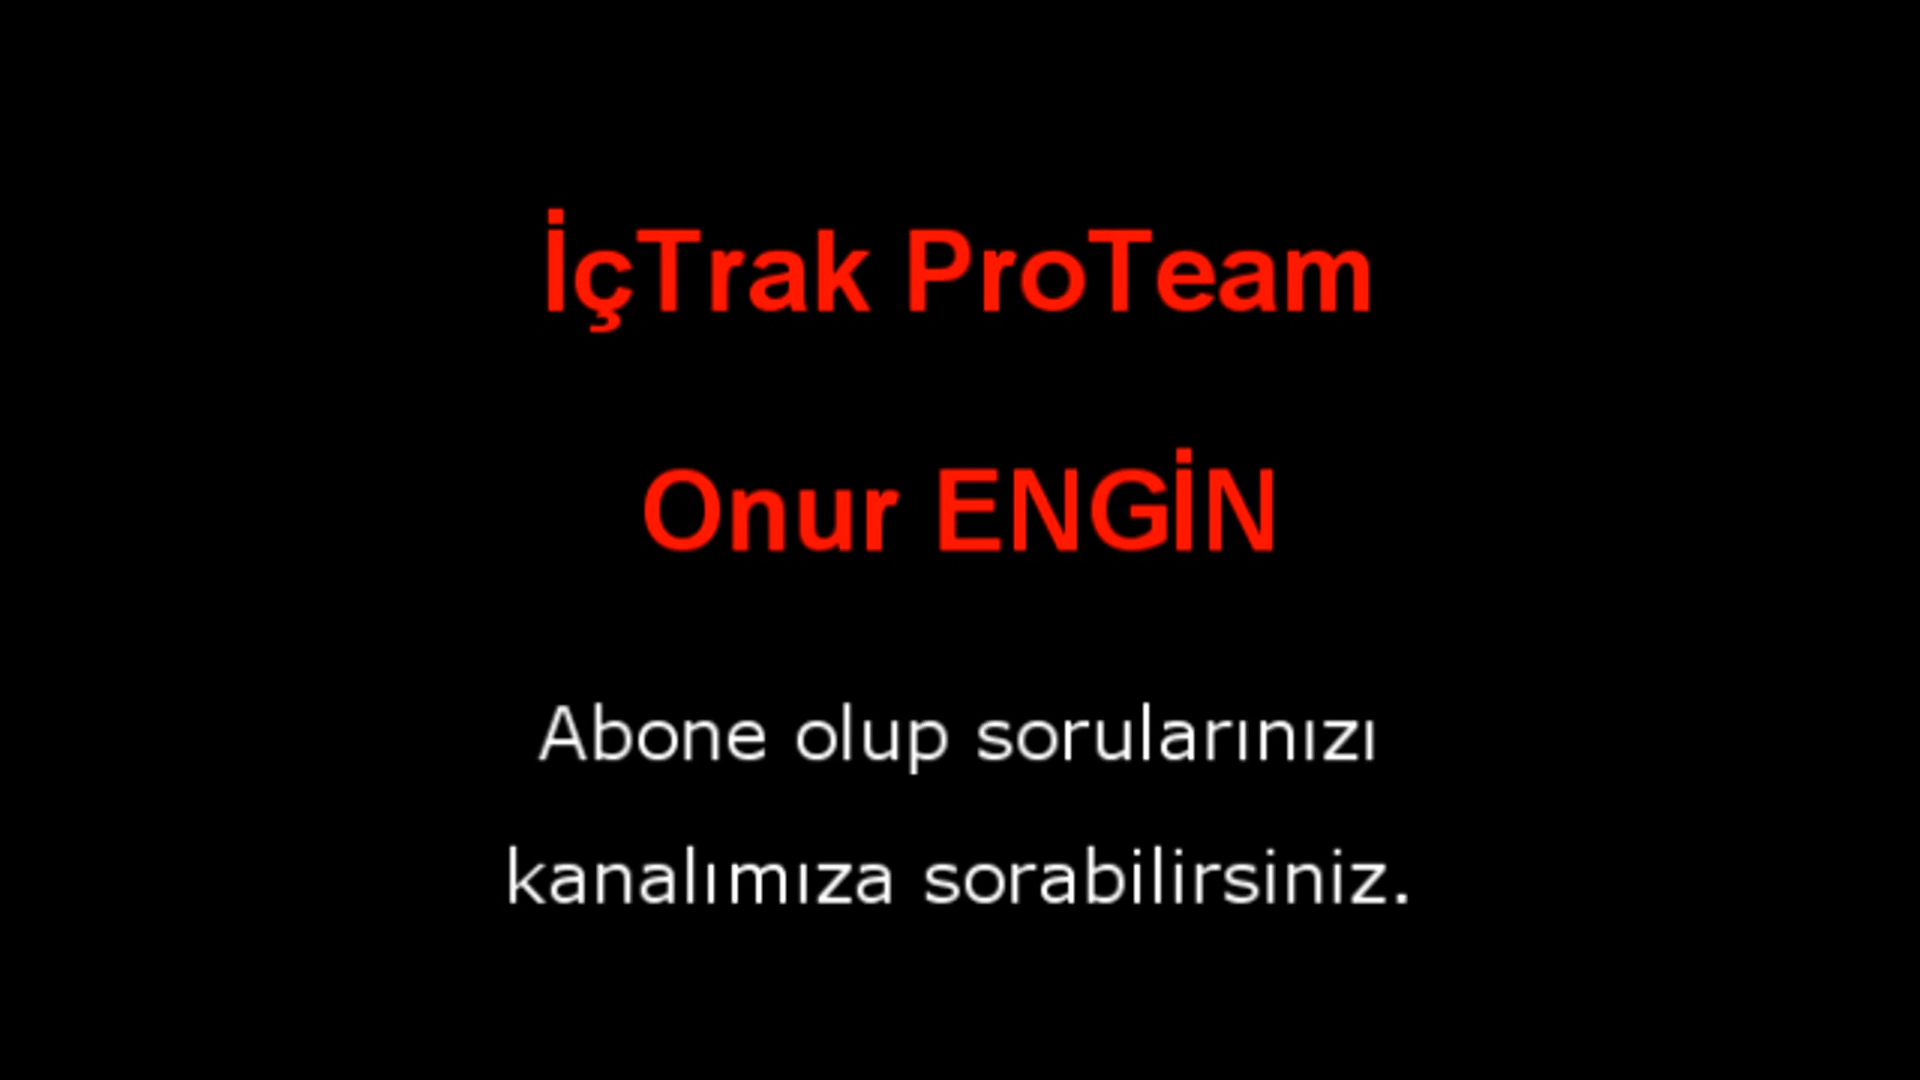 İçTrak ProTeam
Onur ENGİN
Abone olup sorularınızı
kanalımıza sorabilirsiniz.